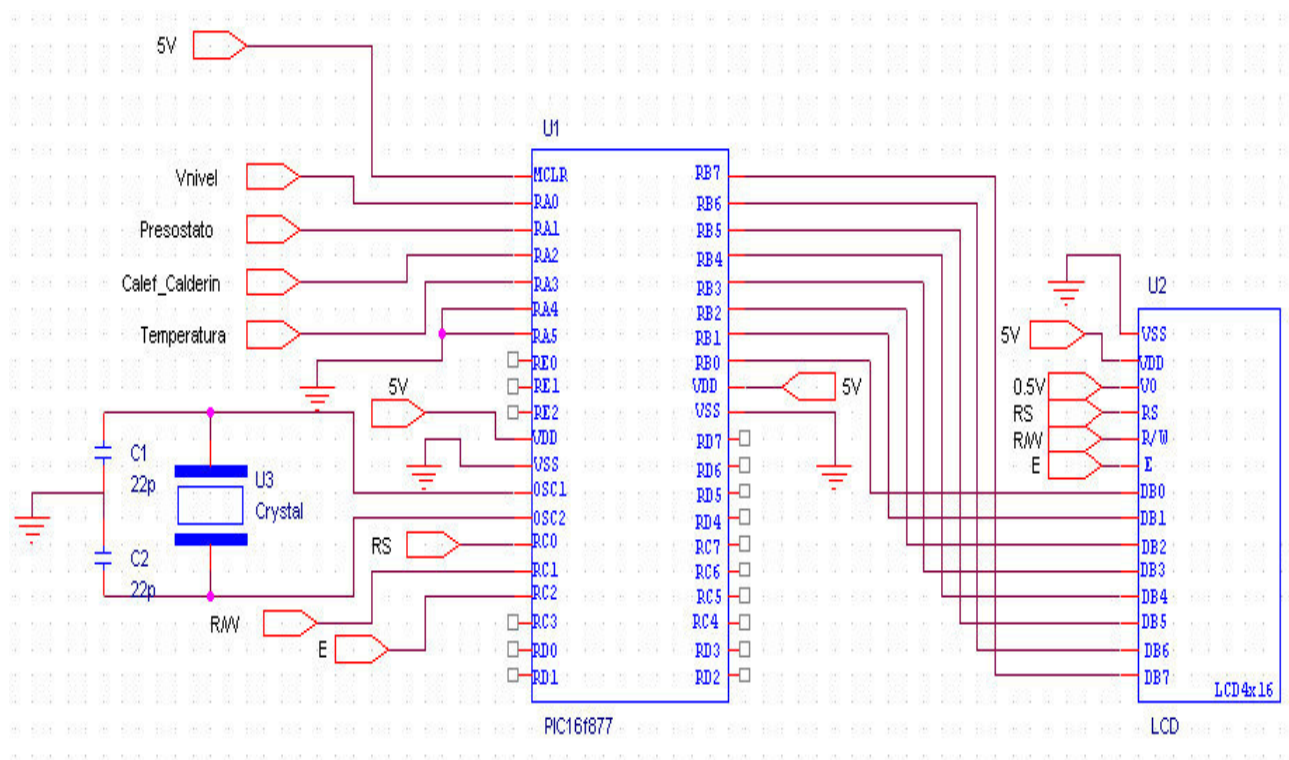 5V
Vnivel
Presostato
Calef_Calderin
Temperatura
5V
C1
22p
C2
22p
U3
Crystal
RS
R/W
E
U1
MCLR
RA0
RA1
RA2
RA3
RA4
RA5
RE0
RE1
RE2
VDD
VSS
OSC1
OSC2
RC0
RC1
RC2
RC3
RD0
RD1
RB7
RB6
RB5
RB4
RB3
RB2
RB1
RB0
VDD
VSS
RD7
RD6
RD5
RD4
RC7
RC6
RC5
RC4
RD3
RD2
PIC16f877
5V
5V
0.5V
RS
R/W
E
U2
VSS
VDD
V0
RS
R/W
E
DB0
DB1
DB2
DB3
DB4
DB5
DB6
DB7
LCD4x16
LCD